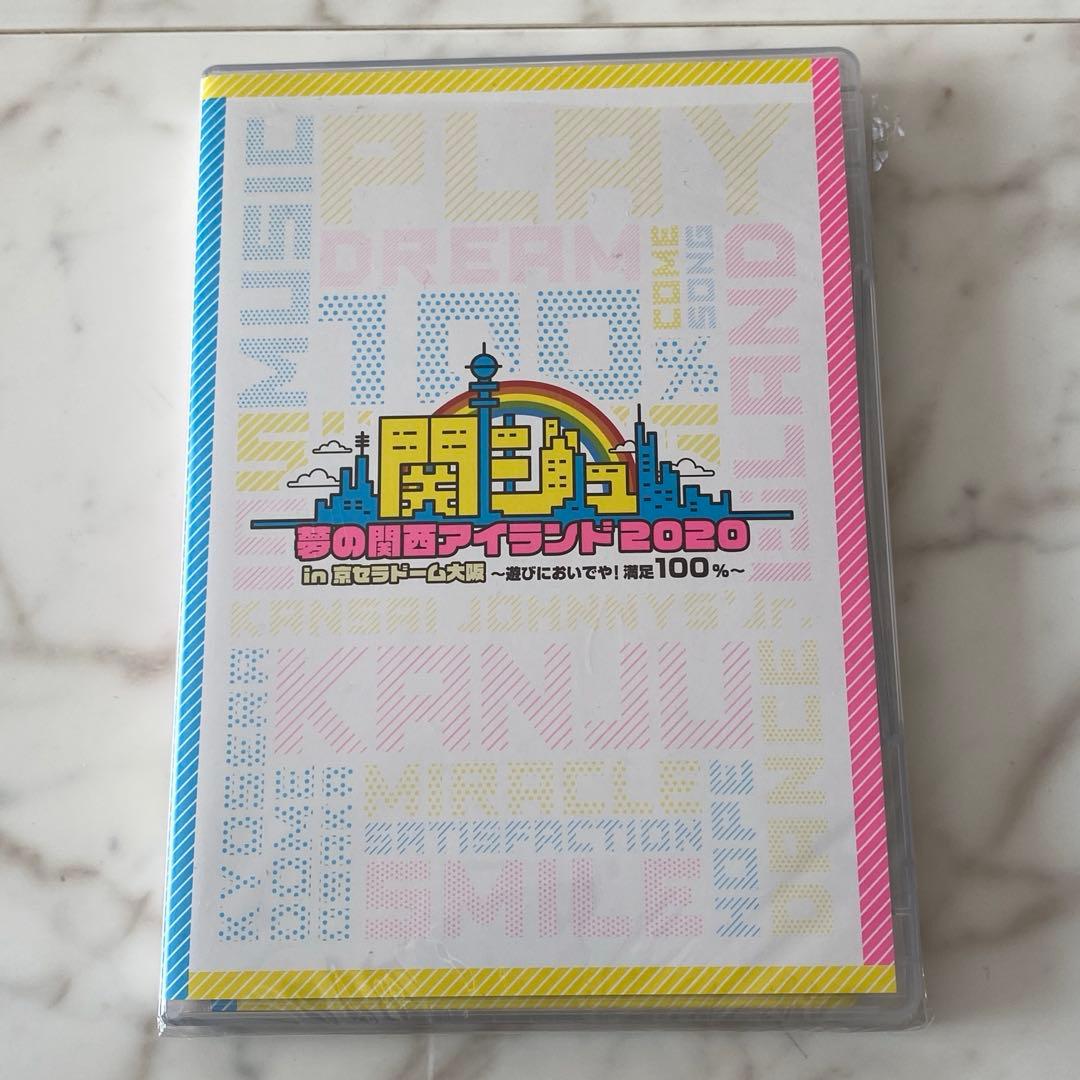 MUSIC
PLAY
DREAM
COME
SONG
100%
ISLAND
関ジュ
夢の関西アイランド2020
in 京セラドーム大阪 ～遊びにおいでや!満足100%～
KANSAI JOHNNYS'Jr.
KANJU
KYOSERA
DOME
OSAKA
MIRACLE
SATISFACTION
SMILE
HOPE
DANCE